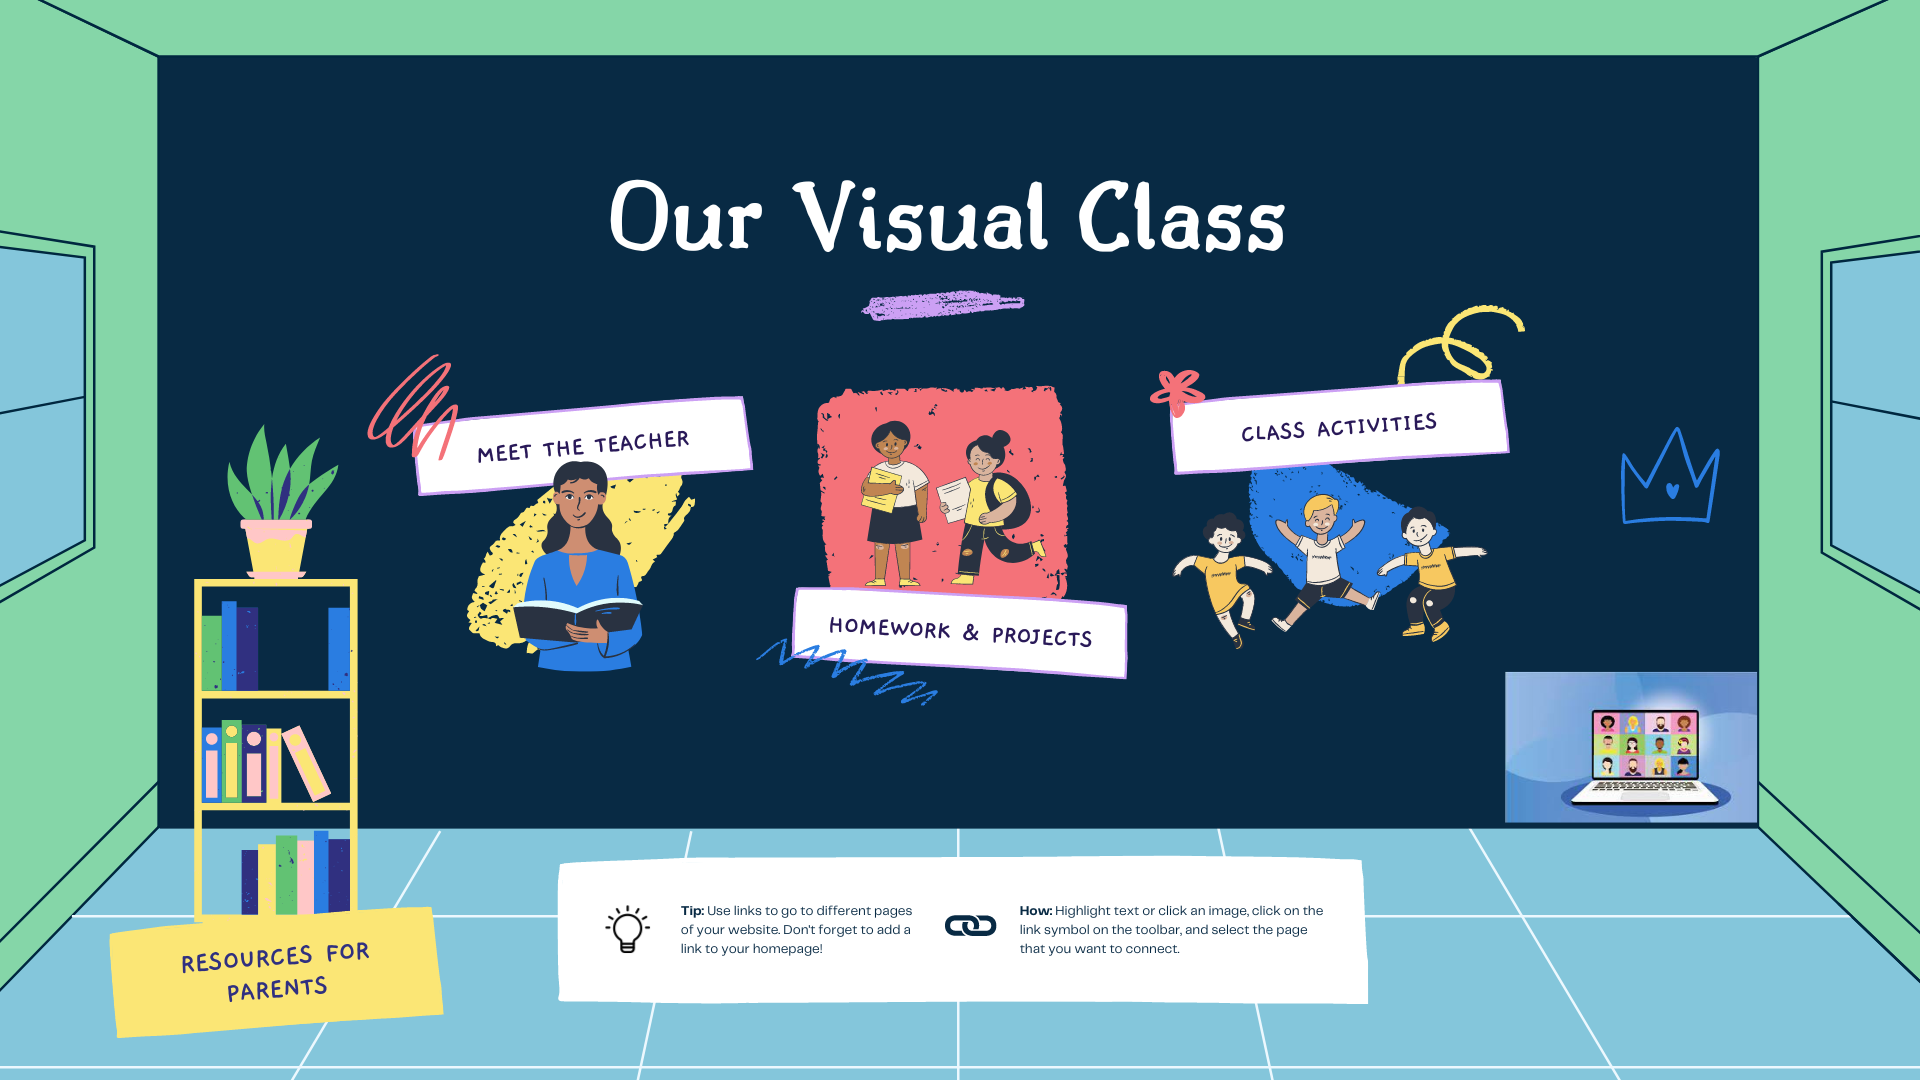 Our Visual Class
MEET THE TEACHER
CLASS ACTIVITIES
HOMEWORK & PROJECTS
RESOURCES FOR
PARENTS
Tip: Use links to go to different pages
of your website. Don't forget to add a
link to your homepage!
How: Highlight text or click an image, click on the
link symbol on the toolbar, and select the page
that you want to connect.